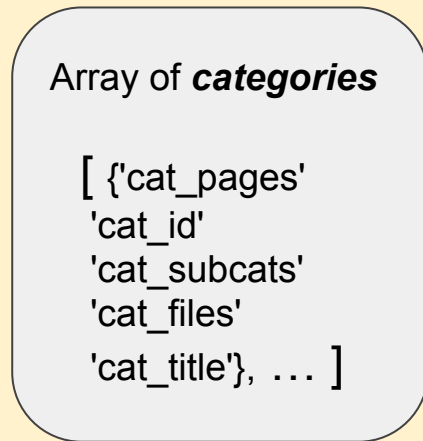 Array of categories
[ {'cat_pages'
'cat_id'
'cat_subcats'
'cat_files'
'cat_title'}, ... ]